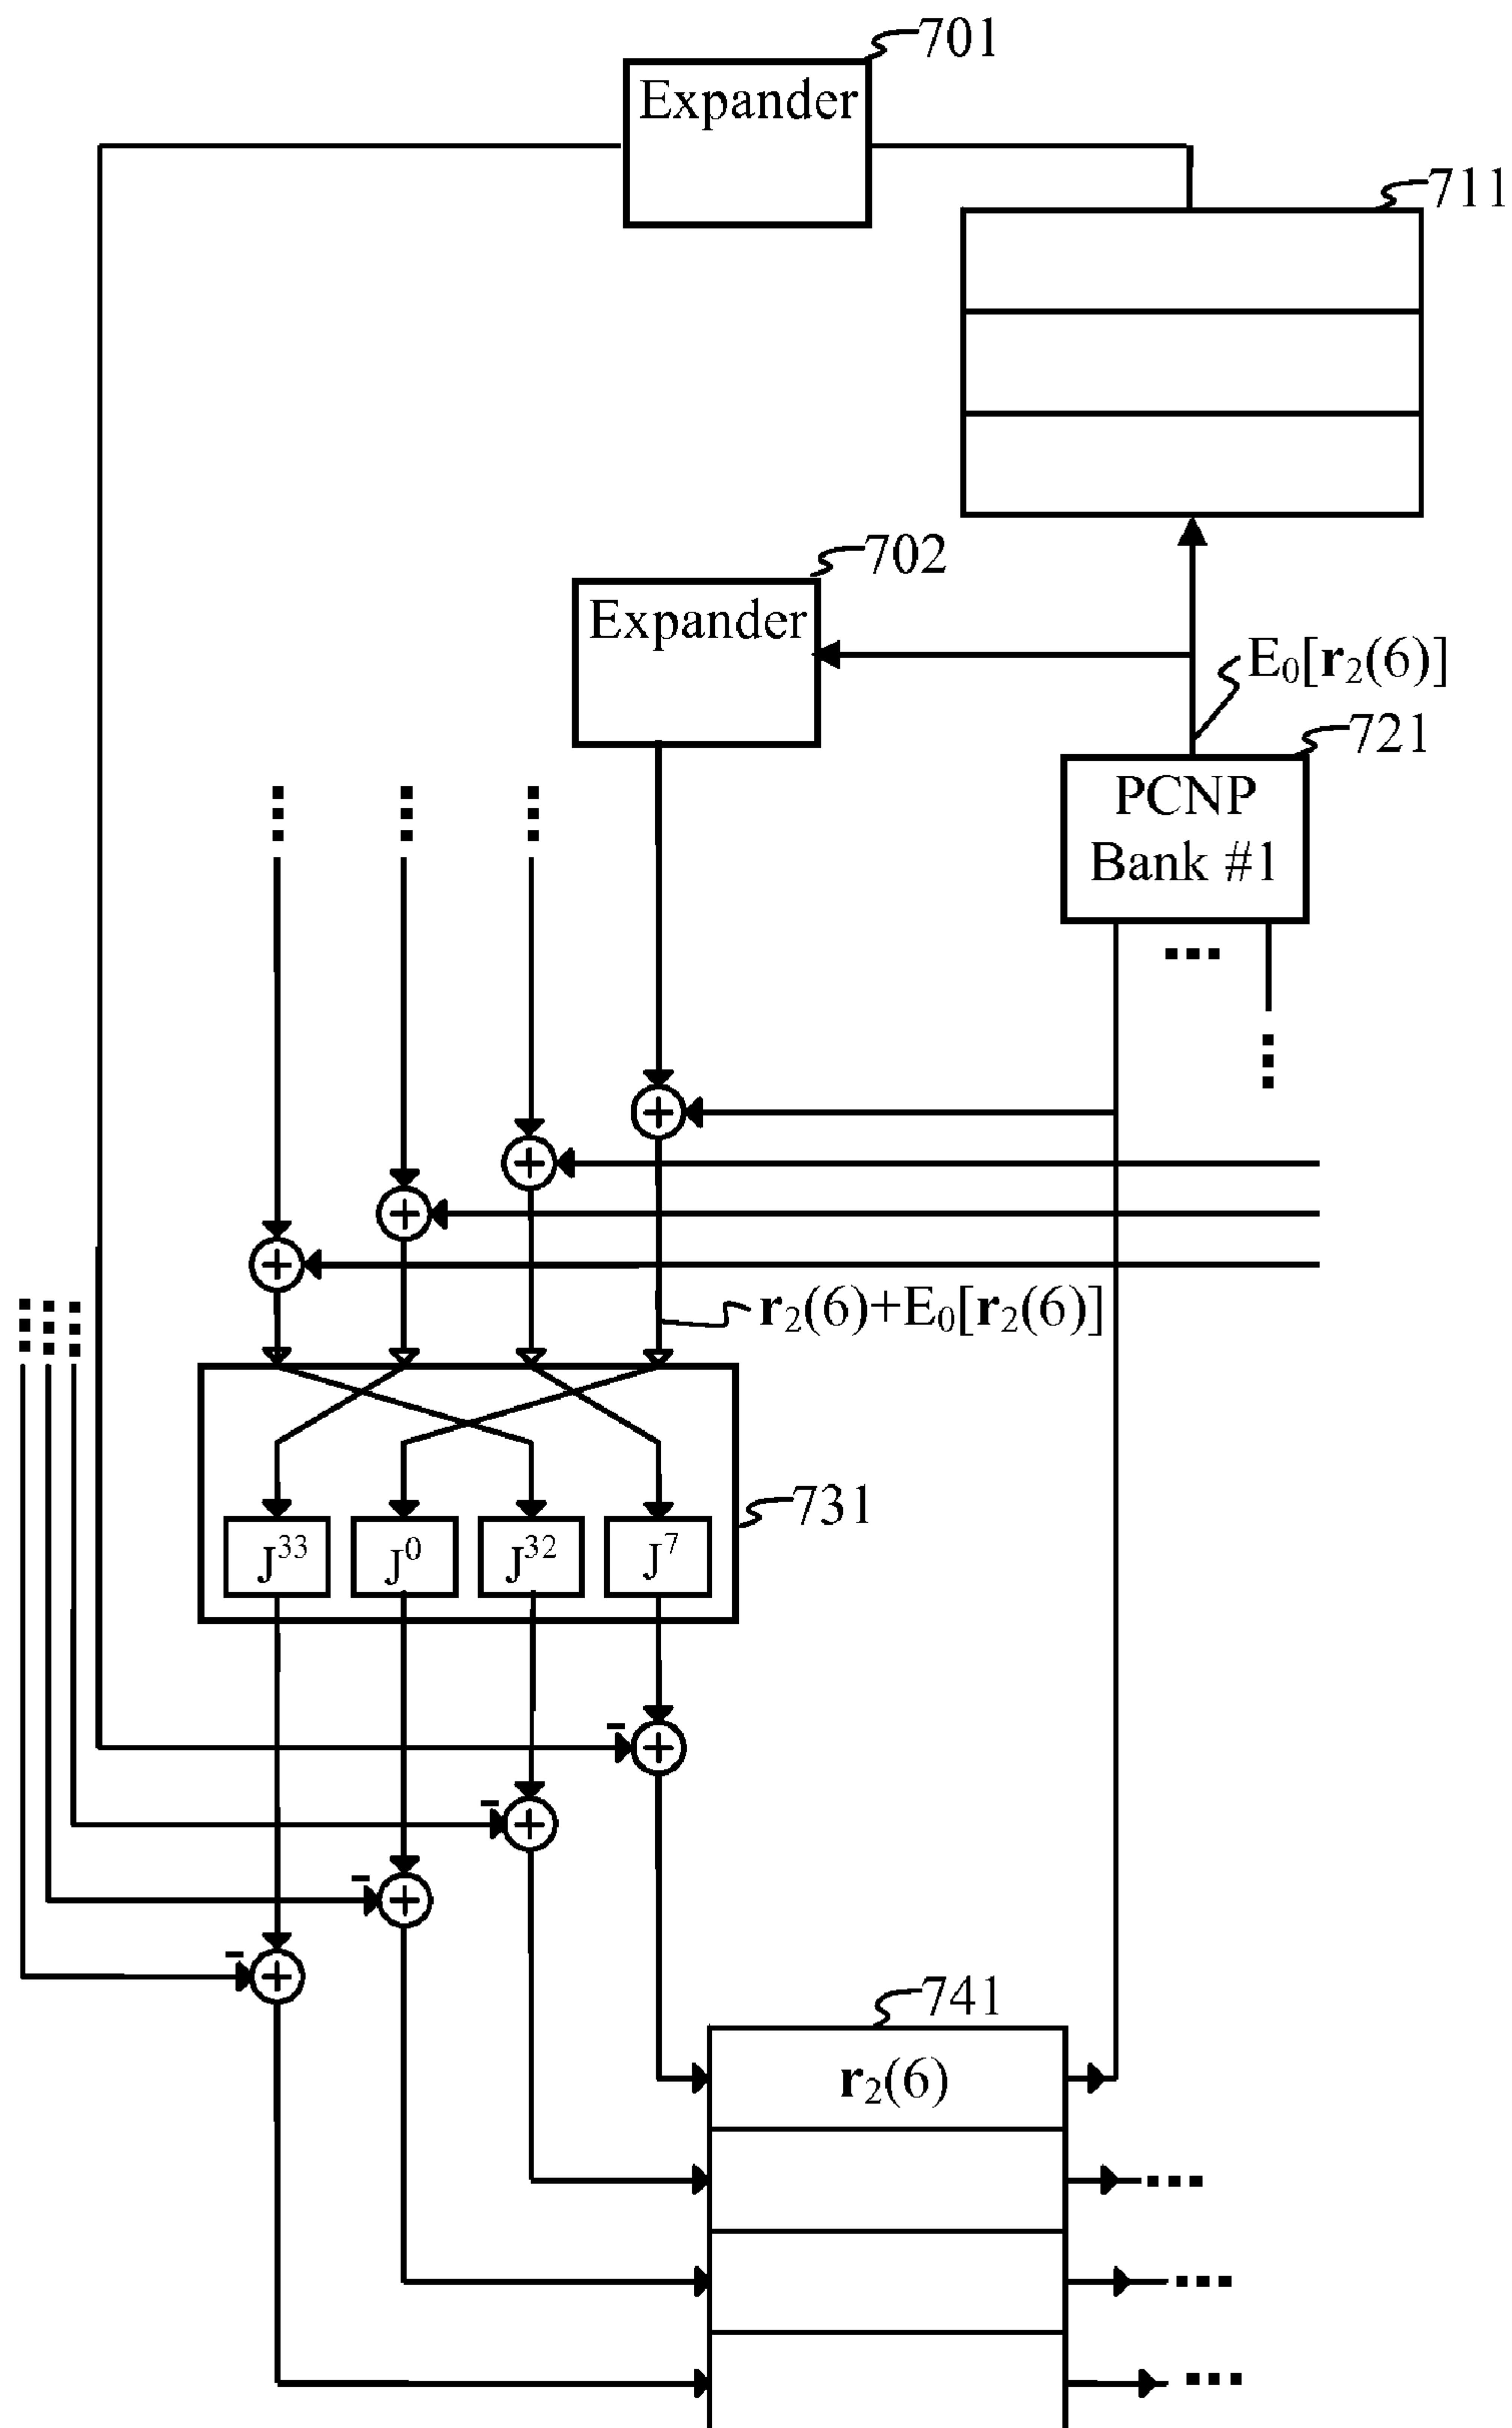 701
Expander
711
702
Expander
E₀[r₂(6)]
721
PCNP
Bank #1
+
+
+
+
r₂(6)+E₀[r₂(6)]
731
J³³ J⁰ J³² J⁷
- +
- +
- +
- +
741
r₂(6)